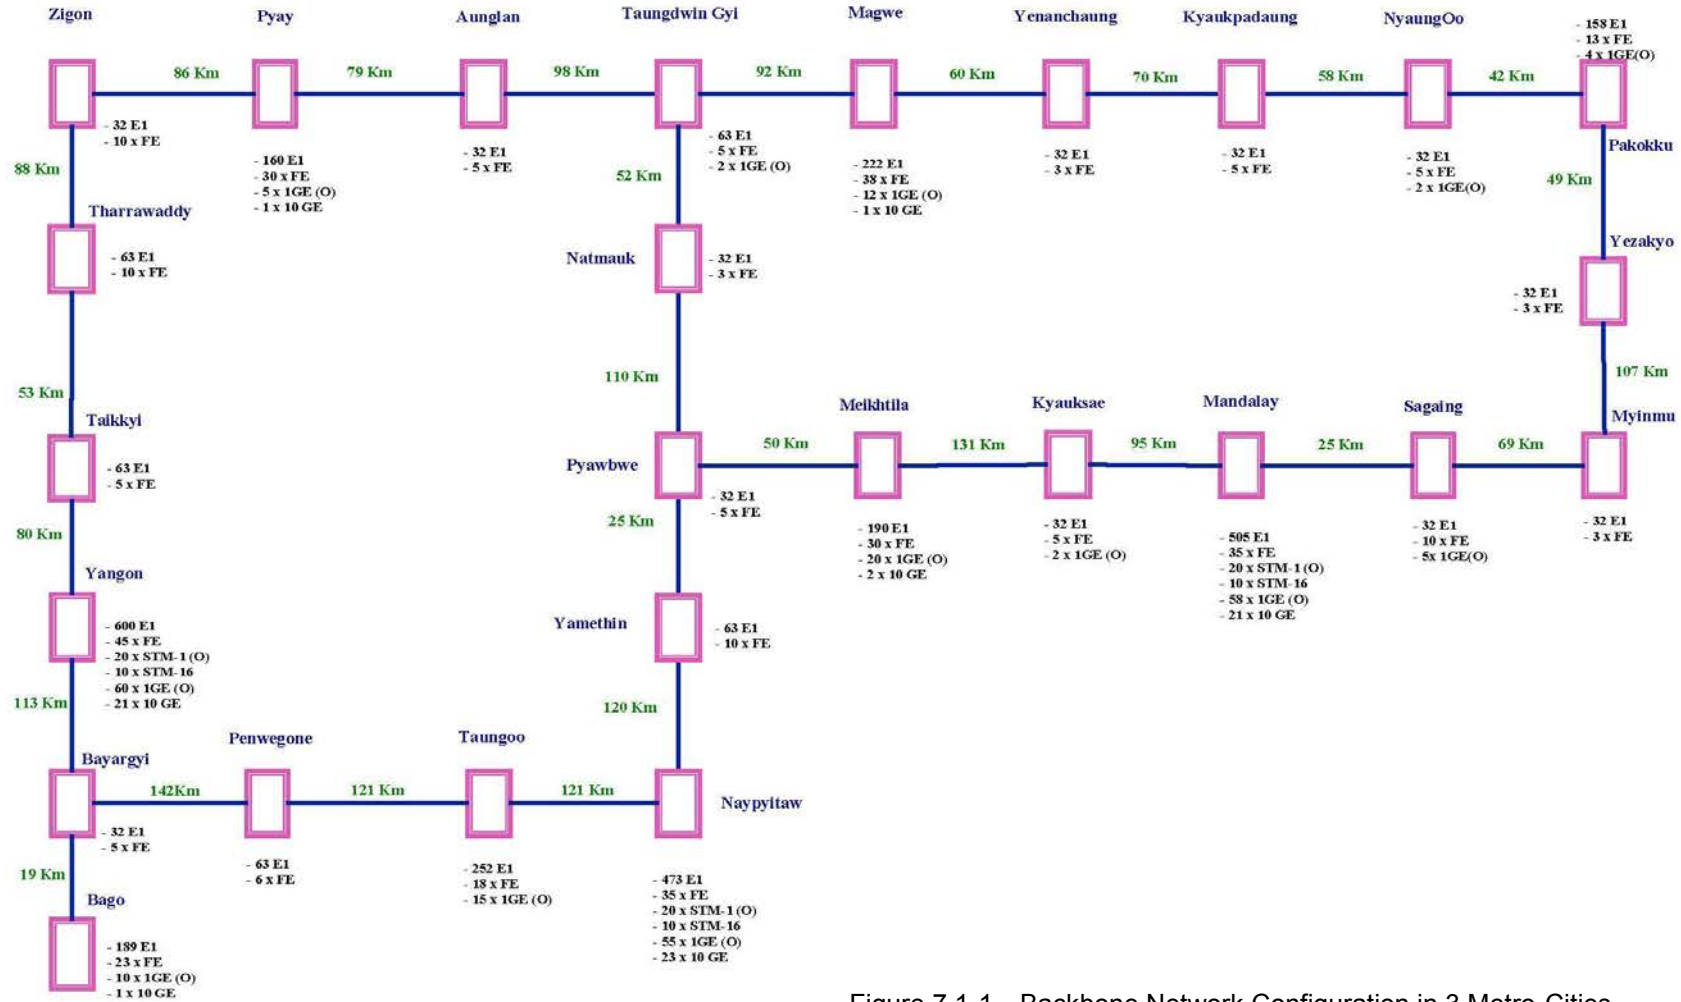 Zigon
Pyay
Aunglan
Taungdwin Gyi
Magwe
Yenanchaung
Kyaukpadaung
NyaungOo
- 158 E1
- 13 x FE
- 4 x 1GE(O)
86 Km
79 Km
98 Km
92 Km
60 Km
70 Km
58 Km
42 Km
- 32 E1
- 10 x FE
- 160 E1
- 30 x FE
- 5 x 1GE (O)
- 1 x 10 GE
- 32 E1
- 5 x FE
- 63 E1
- 5 x FE
- 2 x 1GE (O)
- 222 E1
- 38 x FE
- 12 x 1GE (O)
- 1 x 10 GE
- 32 E1
- 3 x FE
- 32 E1
- 5 x FE
- 32 E1
- 5 x FE
- 2 x 1GE(O)
Pakokku
88 Km
52 Km
49 Km
Tharrawaddy
- 63 E1
- 10 x FE
Natmauk
- 32 E1
- 3 x FE
Yezakyo
- 32 E1
- 3 x FE
53 Km
110 Km
107 Km
Taikkyi
- 63 E1
- 5 x FE
Pyawbwe
- 32 E1
- 5 x FE
Meikhtila
Kyauksae
Mandalay
Sagaing
Myinmu
50 Km
131 Km
95 Km
25 Km
69 Km
- 190 E1
- 30 x FE
- 20 x 1GE (O)
- 2 x 10 GE
- 32 E1
- 5 x FE
- 2 x 1GE (O)
- 505 E1
- 35 x FE
- 20 x STM-1 (O)
- 10 x STM-16
- 58 x 1GE (O)
- 21 x 10 GE
- 32 E1
- 10 x FE
- 5x 1GE(O)
- 32 E1
- 3 x FE
80 Km
25 Km
Yangon
- 600 E1
- 45 x FE
- 20 x STM-1 (O)
- 10 x STM-16
- 60 x 1GE (O)
- 21 x 10 GE
Yamethin
- 63 E1
- 10 x FE
113 Km
120 Km
Bayargyi
Penwegone
Taungoo
Naypyitaw
142Km
121 Km
121 Km
- 32 E1
- 5 x FE
- 63 E1
- 6 x FE
- 252 E1
- 18 x FE
- 15 x 1GE (O)
- 473 E1
- 35 x FE
- 20 x STM-1 (O)
- 10 x STM-16
- 55 x 1GE (O)
- 23 x 10 GE
19 Km
Bago
- 189 E1
- 23 x FE
- 10 x 1GE (O)
- 1 x 10 GE
Figure 7.1-1 Backbone Network Configuration in 3 Metro-Cities